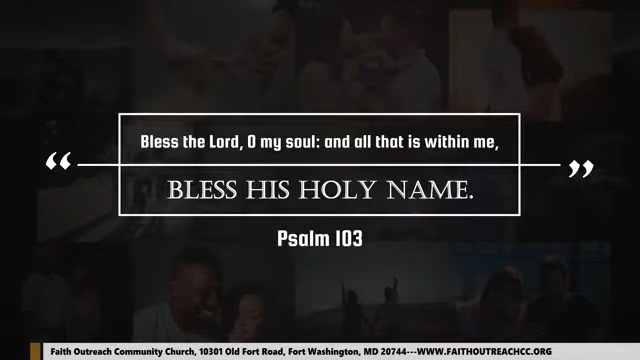 “
Bless the Lord, O my soul: and all that is within me,
BLESS HIS HOLY NAME.
”
Psalm 103
Faith Outreach Community Church, 10301 Old Fort Road, Fort Washington, MD 20744---WWW.FAITHOUTREACHCC.ORG